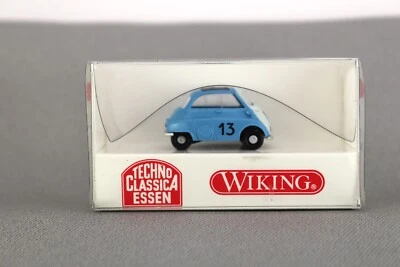 13
TECHNO
CLASSICA
ESSEN
WIKING